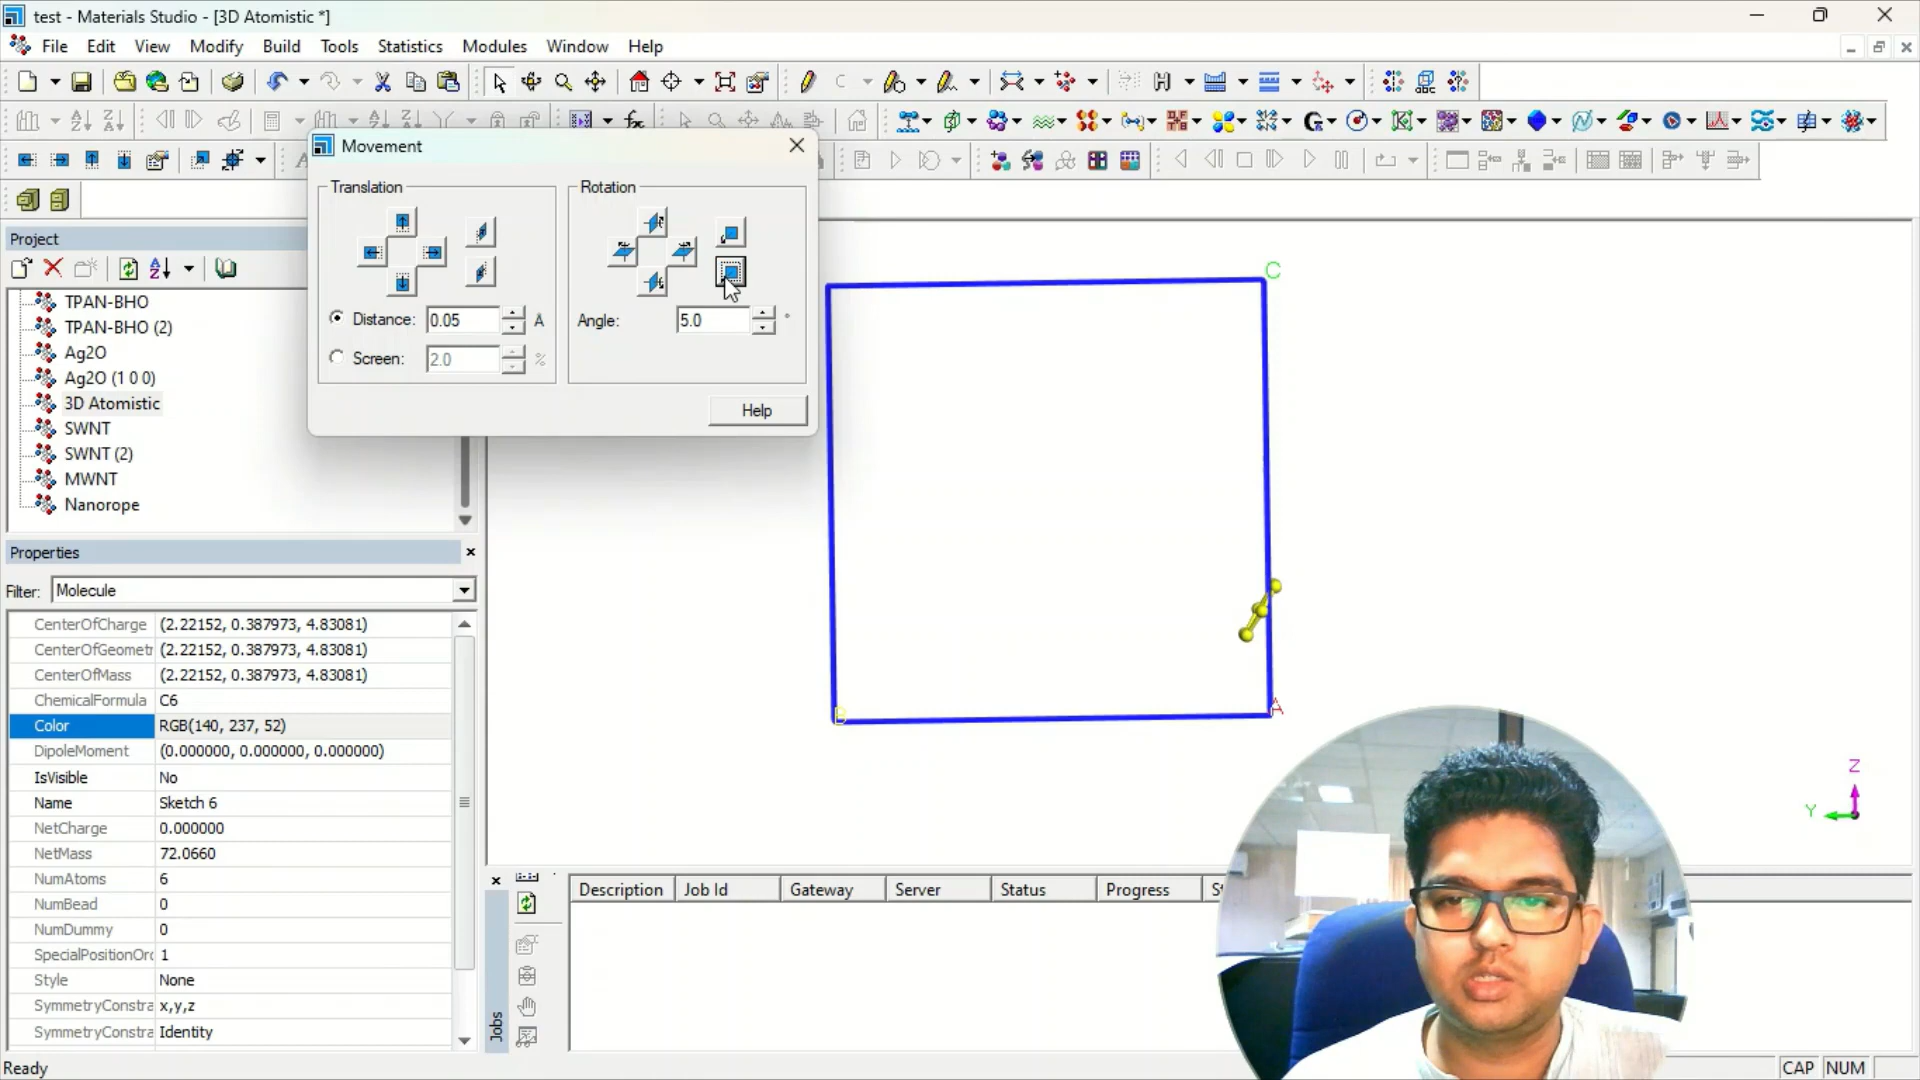 test - Materials Studio - [3D Atomistic *]
File Edit View Modify Build Tools Statistics Modules Window Help
Movement
Translation
Rotation
Distance: 0.05 Å
Angle: 5.0 °
Screen: 2.0 %
Help
Project
TPAN-BHO
TPAN-BHO (2)
Ag2O
Ag2O (1 0 0)
3D Atomistic
SWNT
SWNT (2)
MWNT
Nanorope
Properties
Filter: Molecule
CenterOfCharge (2.22152, 0.387973, 4.83081)
CenterOfGeometr (2.22152, 0.387973, 4.83081)
CenterOfMass (2.22152, 0.387973, 4.83081)
ChemicalFormula C6
Color RGB(140, 237, 52)
DipoleMoment (0.000000, 0.000000, 0.000000)
IsVisible No
Name Sketch 6
NetCharge 0.000000
NetMass 72.0660
NumAtoms 6
NumBead 0
NumDummy 0
SpecialPositionOrc 1
Style None
SymmetryConstra x,y,z
SymmetryConstra Identity
C
B
A
Z
Y
Description Job Id Gateway Server Status Progress
Jobs
Ready
CAP NUM